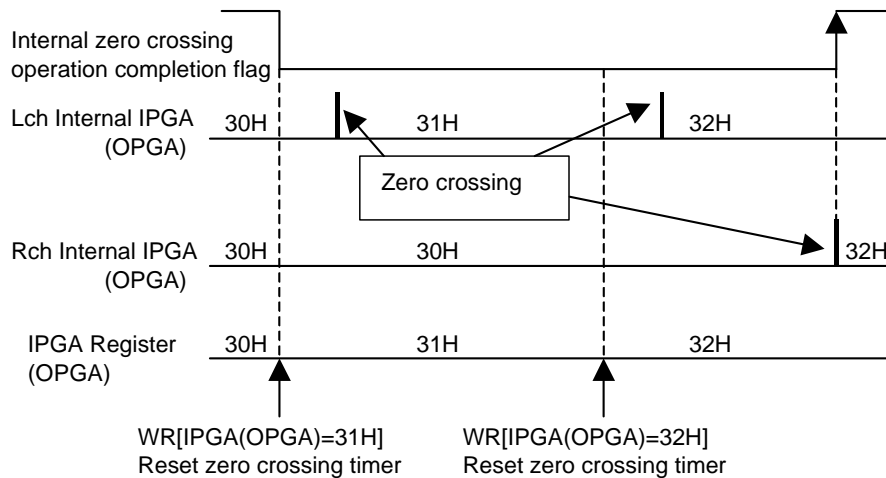 Internal zero crossing
operation completion flag
Lch Internal IPGA
(OPGA)
30H
31H
32H
Zero crossing
Rch Internal IPGA
(OPGA)
30H
30H
32H
IPGA Register
(OPGA)
30H
31H
32H
WR[IPGA(OPGA)=31H]
Reset zero crossing timer
WR[IPGA(OPGA)=32H]
Reset zero crossing timer